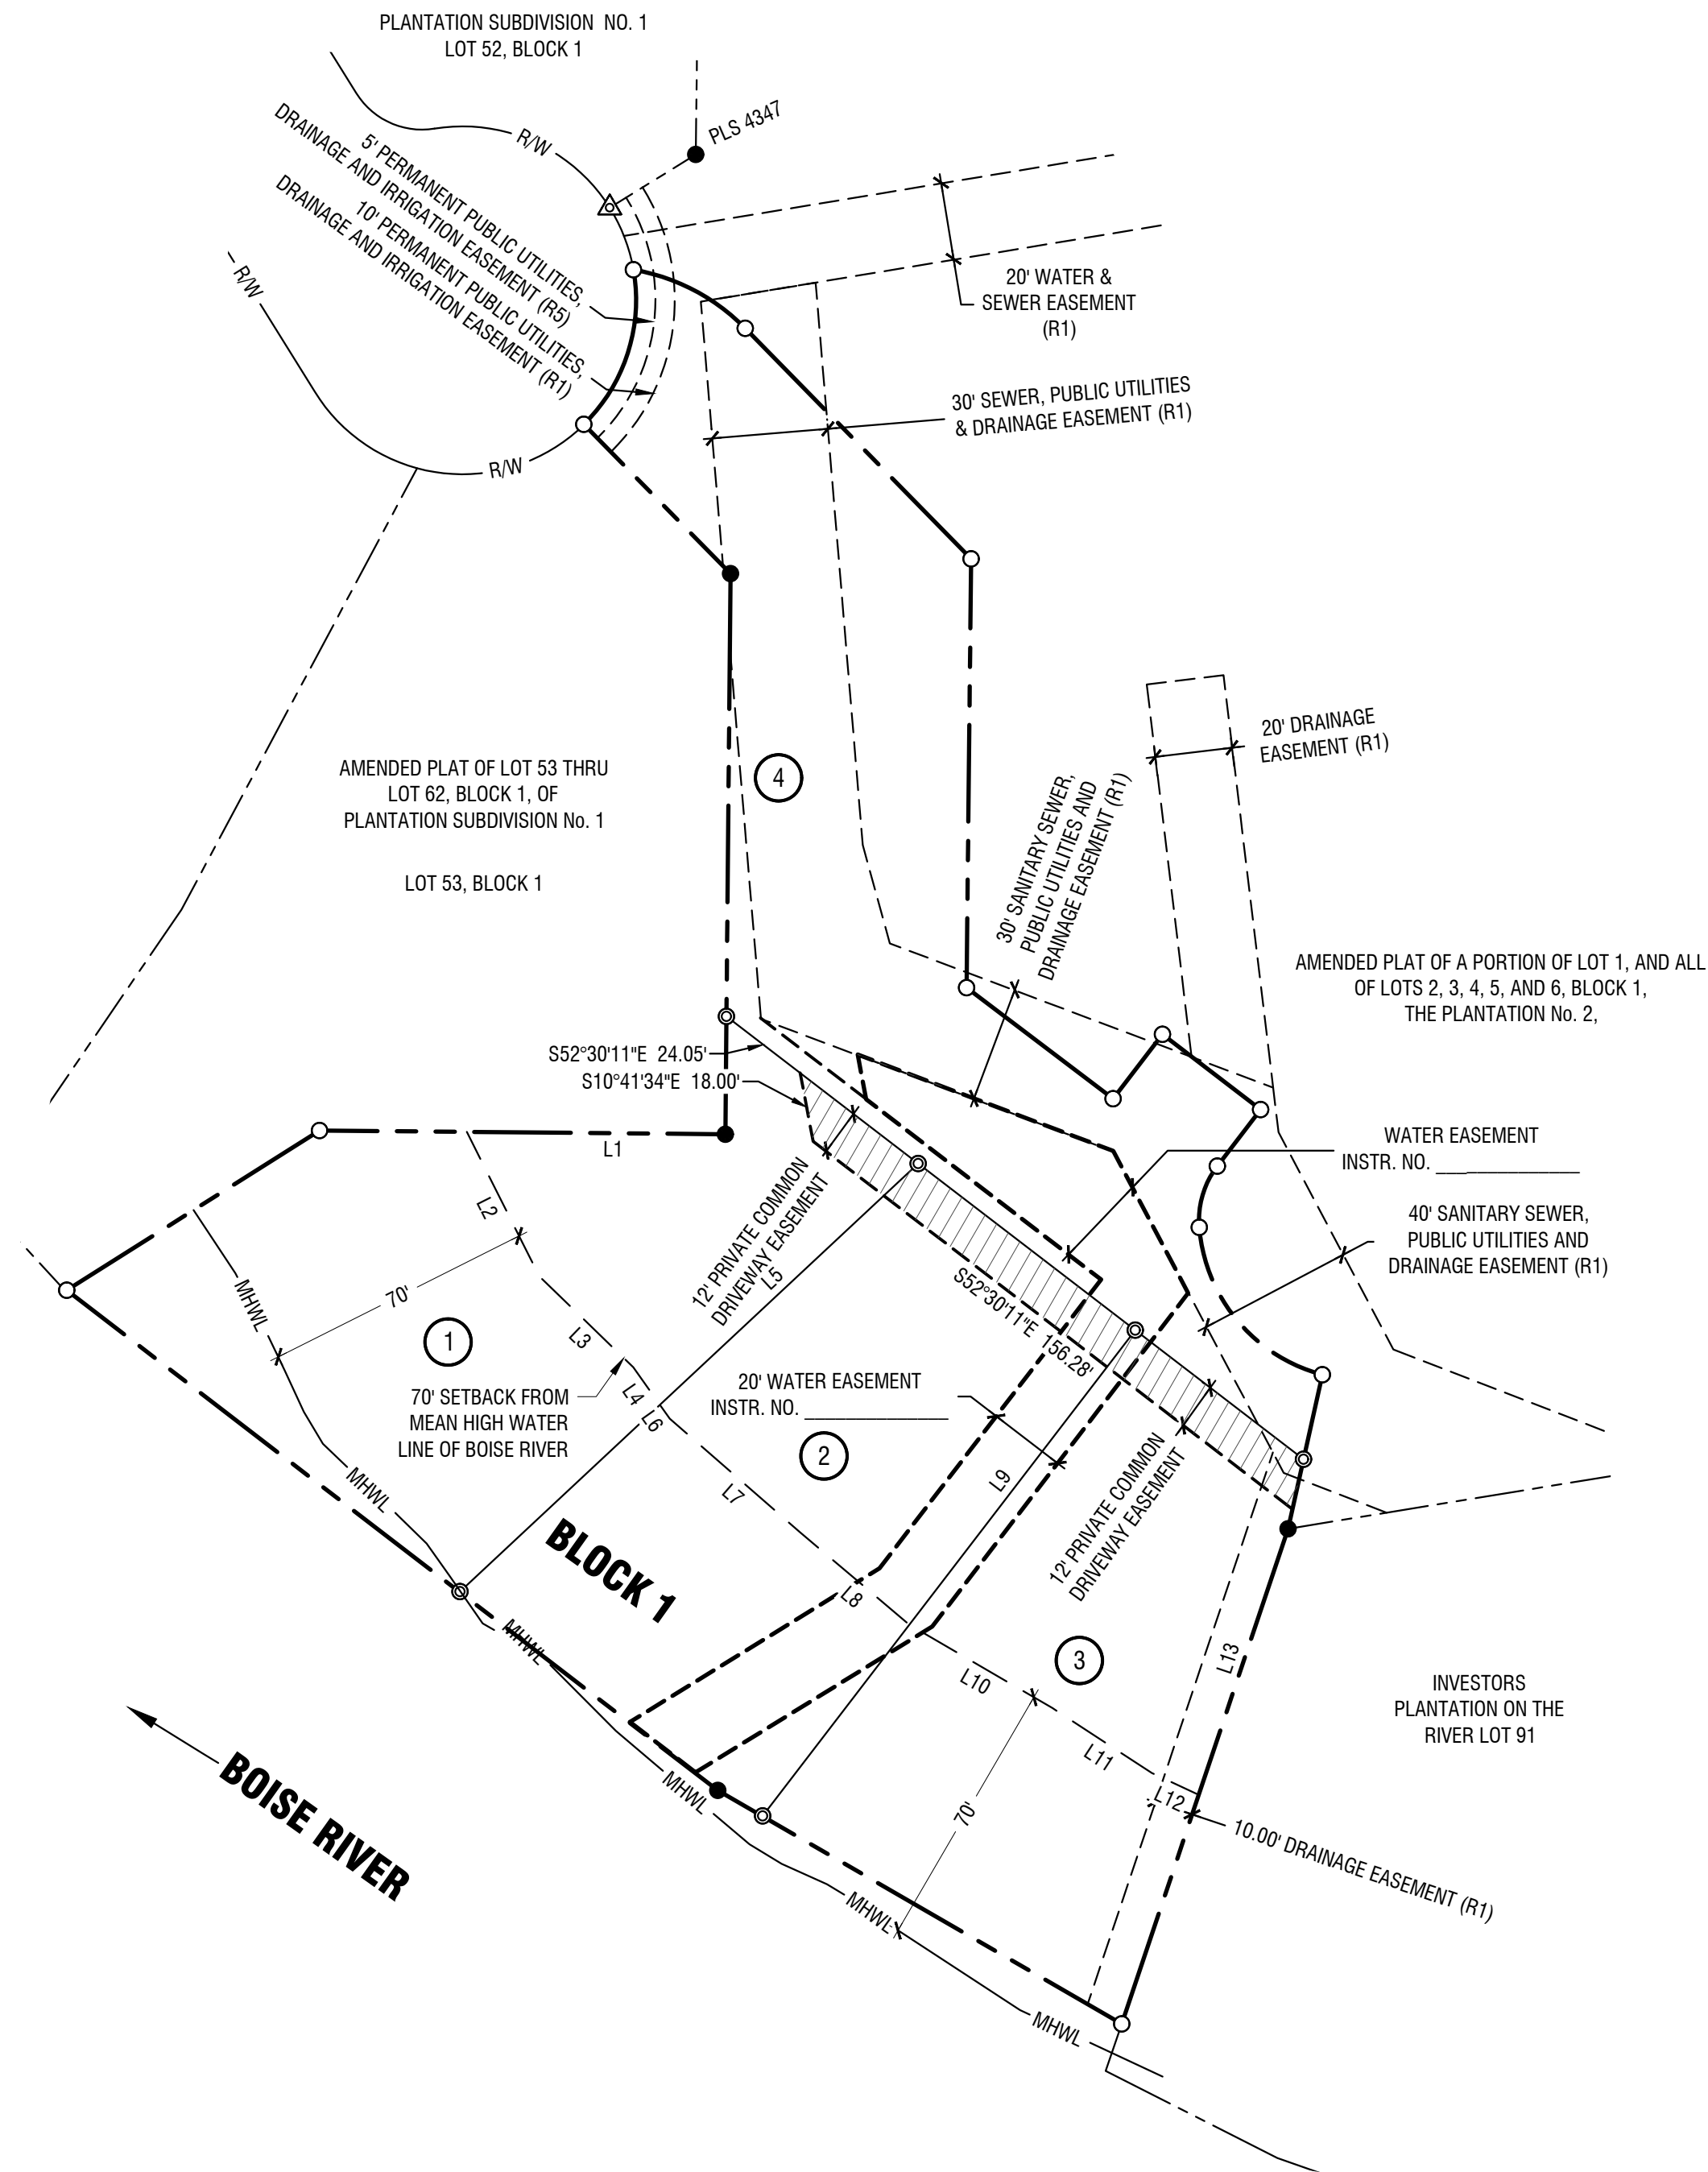 PLANTATION SUBDIVISION NO. 1
LOT 52, BLOCK 1
PLS 4347
R/W
5' PERMANENT PUBLIC UTILITIES,
DRAINAGE AND IRRIGATION EASEMENT (R5)
10' PERMANENT PUBLIC UTILITIES,
DRAINAGE AND IRRIGATION EASEMENT (R1)
R/W
R/W
20' WATER &
SEWER EASEMENT
(R1)
30' SEWER, PUBLIC UTILITIES
& DRAINAGE EASEMENT (R1)
20' DRAINAGE
EASEMENT (R1)
AMENDED PLAT OF LOT 53 THRU
LOT 62, BLOCK 1, OF
PLANTATION SUBDIVISION No. 1
LOT 53, BLOCK 1
4
30' SANITARY SEWER,
PUBLIC UTILITIES AND
DRAINAGE EASEMENT (R1)
AMENDED PLAT OF A PORTION OF LOT 1, AND ALL
OF LOTS 2, 3, 4, 5, AND 6, BLOCK 1,
THE PLANTATION No. 2,
S52°30'11"E 24.05'
S10°41'34"E 18.00'
L1
WATER EASEMENT
INSTR. NO. ______________
L2
12' PRIVATE COMMON
DRIVEWAY EASEMENT
L5
40' SANITARY SEWER,
PUBLIC UTILITIES AND
DRAINAGE EASEMENT (R1)
MHWL
70'
1
L3
S52°30'11"E 156.28'
70' SETBACK FROM
MEAN HIGH WATER
LINE OF BOISE RIVER
L4
L6
20' WATER EASEMENT
INSTR. NO. ______________
2
L7
L9
MHWL
12' PRIVATE COMMON
DRIVEWAY EASEMENT
BLOCK 1
L8
MHWL
3
L10
L13
INVESTORS
PLANTATION ON THE
RIVER LOT 91
L11
L12
BOISE RIVER
MHWL
70'
10.00' DRAINAGE EASEMENT (R1)
MHWL
MHWL